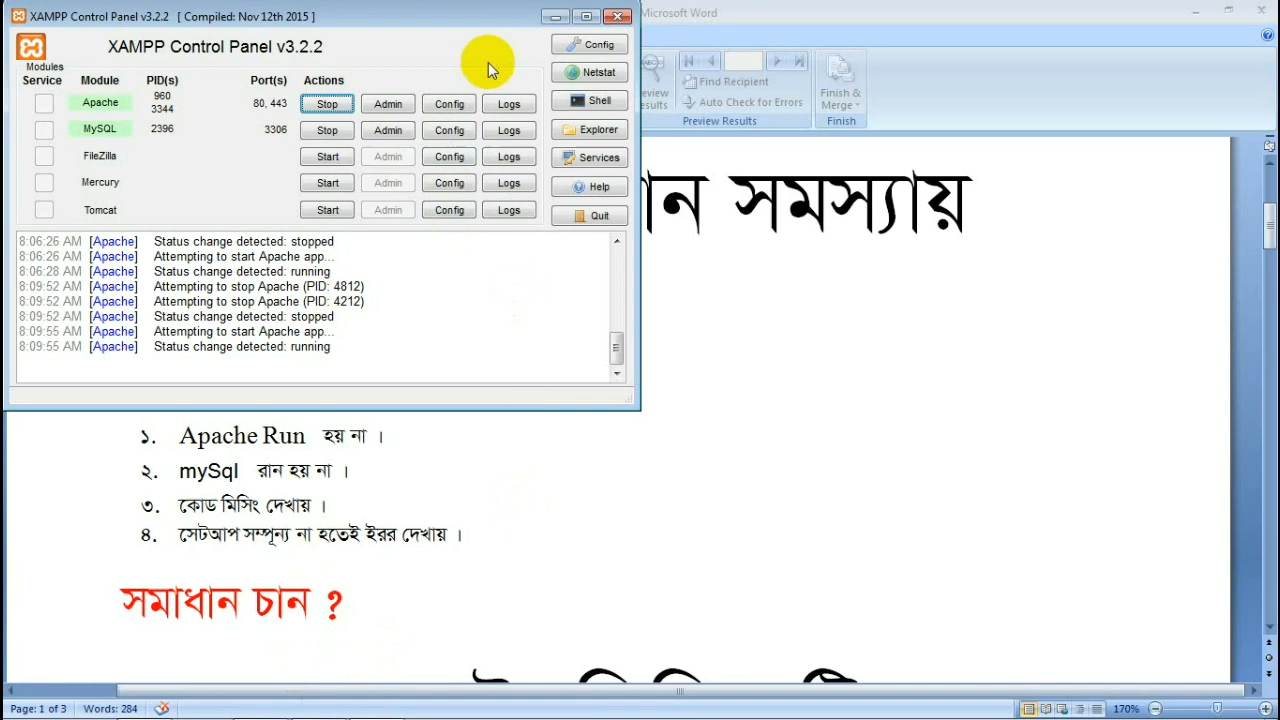 XAMPP Control Panel v3.2.2 [ Compiled: Nov 12th 2015 ]
Microsoft Word
XAMPP Control Panel v3.2.2
Config
Modules
Service Module PID(s) Port(s) Actions
Netstat
Apache 960 3344 80, 443 Stop Admin Config Logs
Shell
MySQL 2396 3306 Stop Admin Config Logs
Explorer
FileZilla Start Admin Config Logs
Services
Mercury Start Admin Config Logs
Help
Tomcat Start Admin Config Logs
Quit
Find Recipient
Auto Check for Errors
Preview Results
Finish & Merge
Finish
8:06:26 AM [Apache] Status change detected: stopped
8:06:26 AM [Apache] Attempting to start Apache app...
8:06:28 AM [Apache] Status change detected: running
8:09:52 AM [Apache] Attempting to stop Apache (PID: 4812)
8:09:52 AM [Apache] Attempting to stop Apache (PID: 4212)
8:09:52 AM [Apache] Status change detected: stopped
8:09:55 AM [Apache] Attempting to start Apache app...
8:09:55 AM [Apache] Status change detected: running
সমস্যায়
১. Apache Run হয় না ।
২. mySql রান হয় না ।
৩. কোড মিসিং দেখায় ।
৪. সেটআপ সম্পূন্য না হতেই ইরর দেখায় ।
সমাধান চান ?
Page: 1 of 3 Words: 284 170%